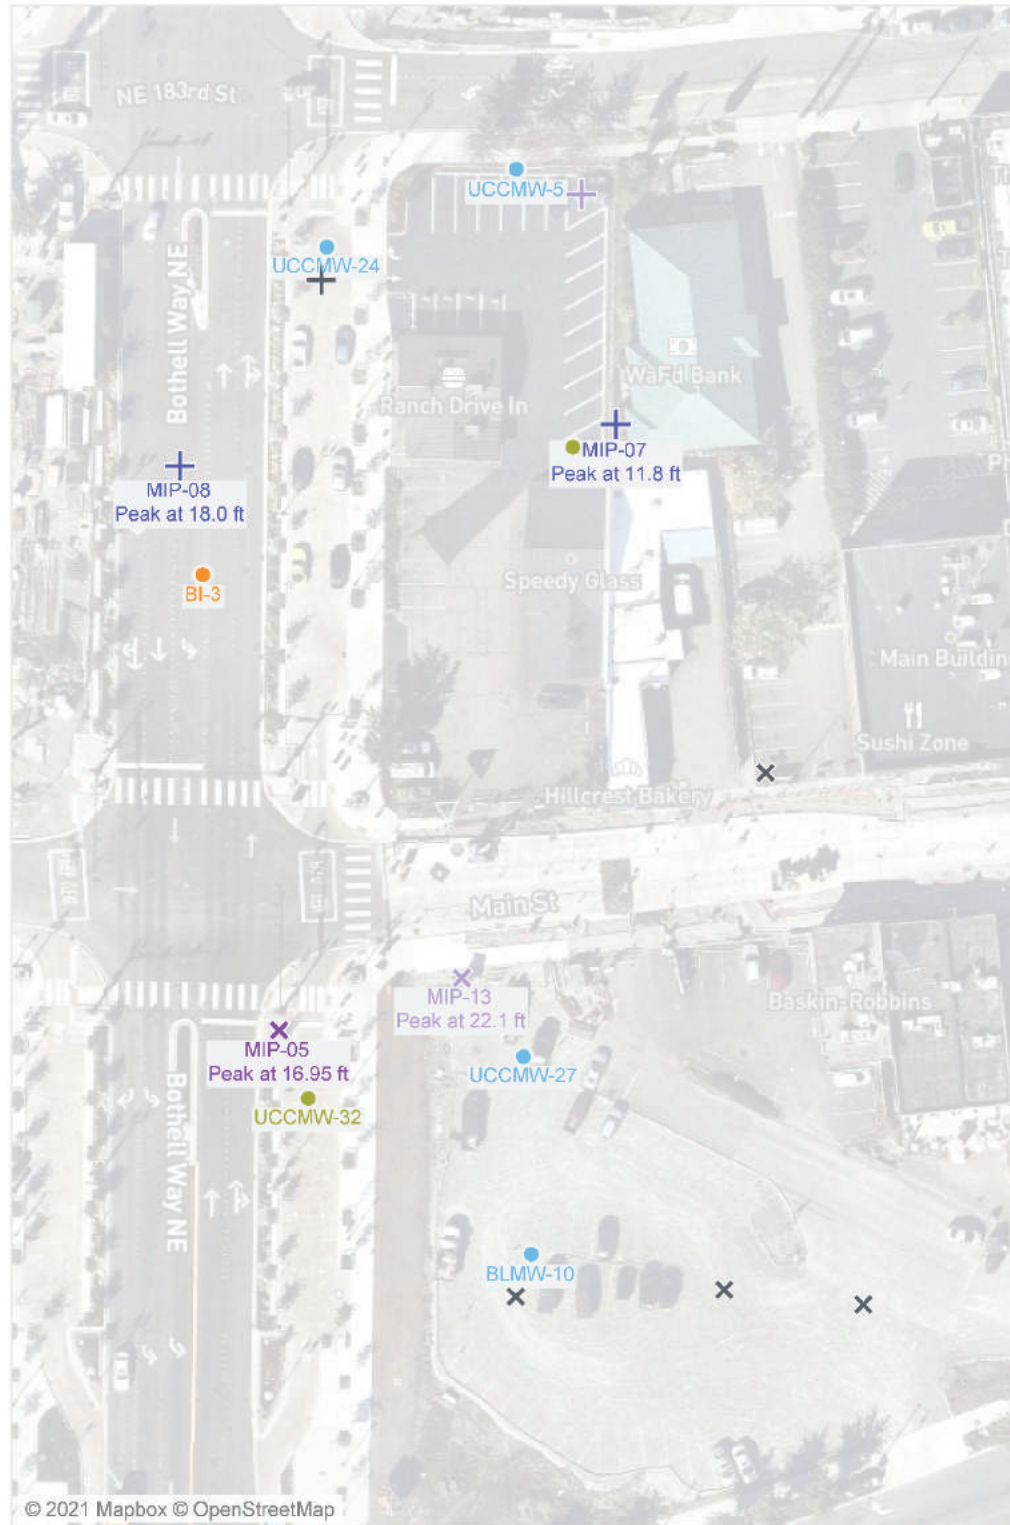 NE 183rd St
UCCMW-5
Bothell Way NE
UCCMW-24
WaFd Bank
Ranch Drive In
MIP-07
Peak at 11.8 ft
MIP-08
Peak at 18.0 ft
Speedy Glass
BI-3
Main Buildin
Sushi Zone
Hillcrest Bakery
Main St
MIP-13
Peak at 22.1 ft
Baskin-Robbins
MIP-05
Peak at 16.95 ft
UCCMW-27
Bothell Way NE
UCCMW-32
BLMW-10
© 2021 Mapbox © OpenStreetMap